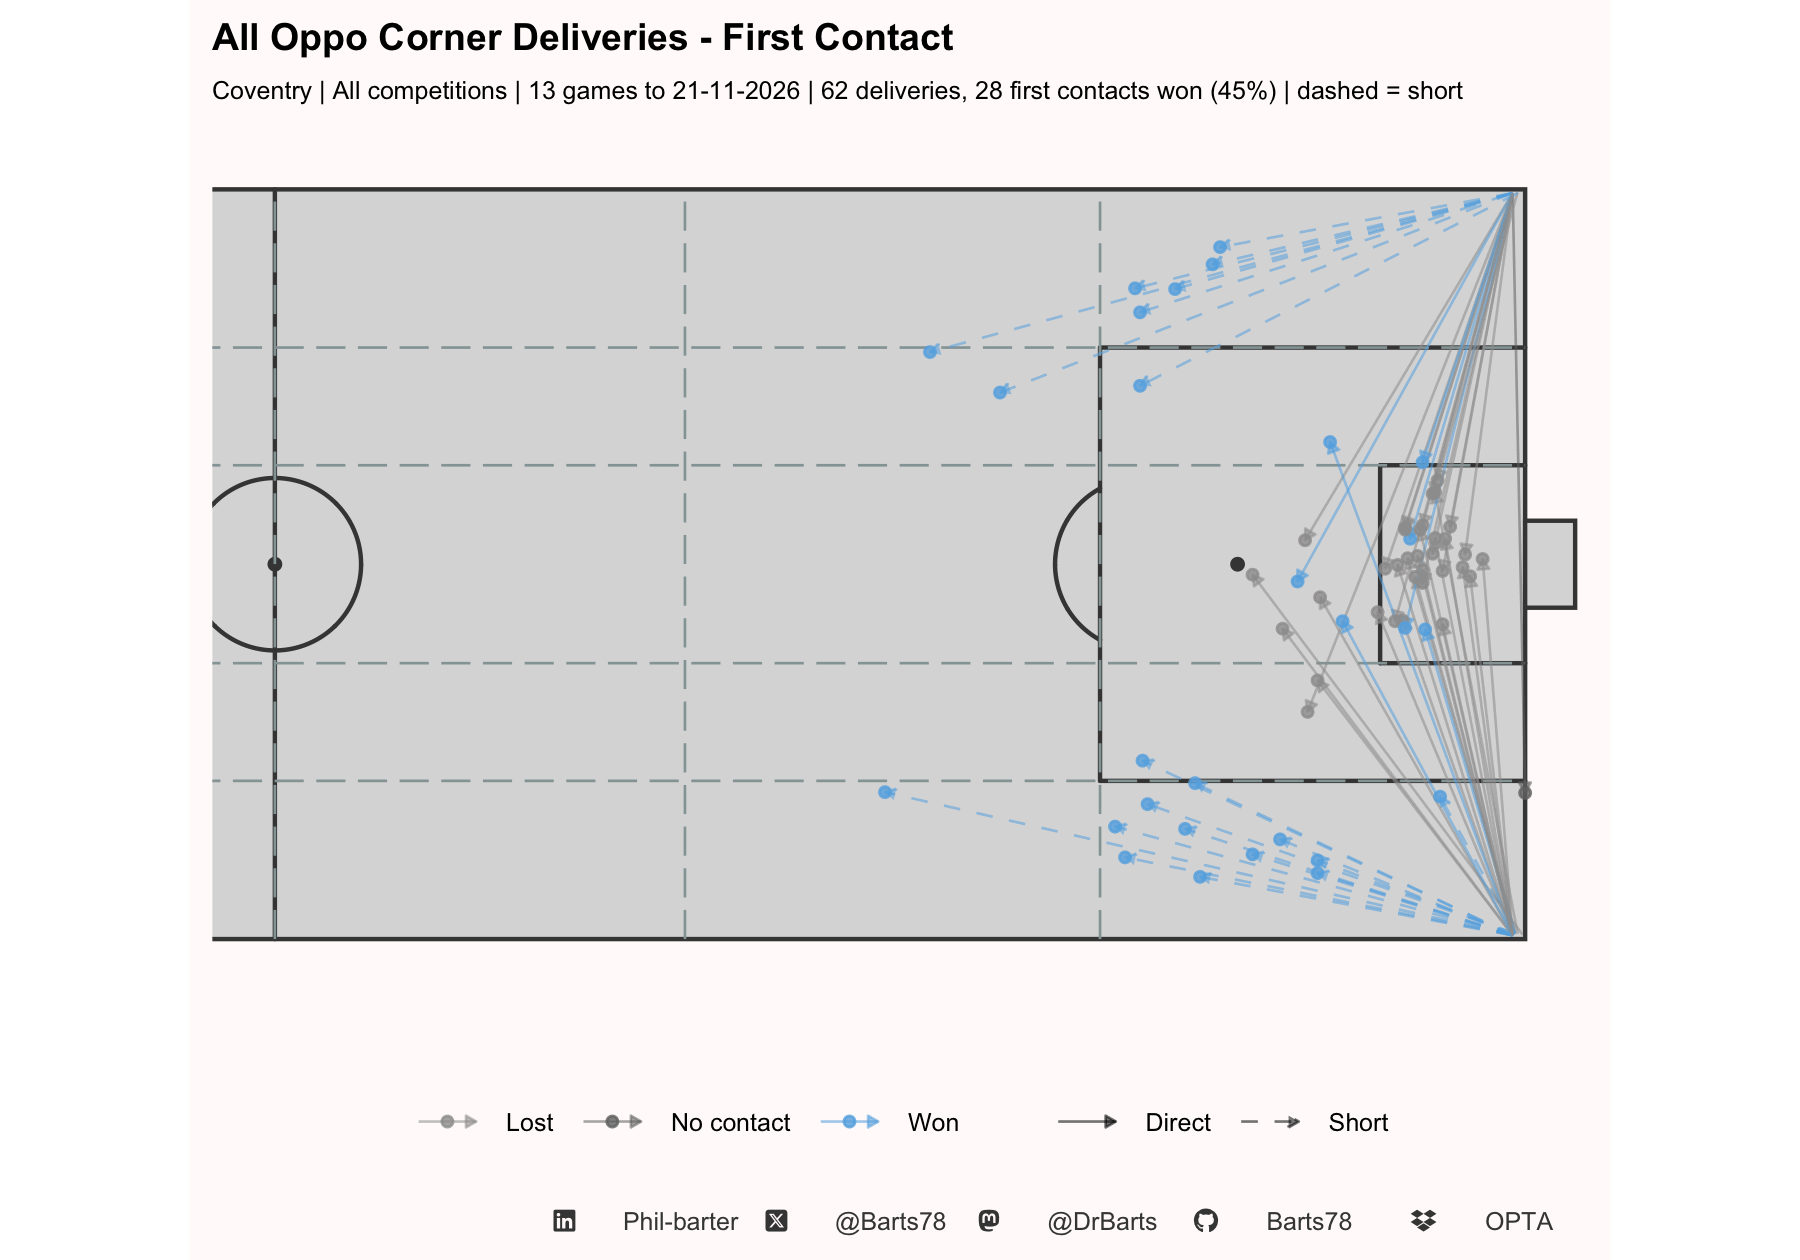 All Oppo Corner Deliveries - First Contact
Coventry | All competitions | 13 games to 21-11-2026 | 62 deliveries, 28 first contacts won (45%) | dashed = short
Lost No contact Won Direct Short
Phil-barter @Barts78 @DrBarts Barts78 OPTA